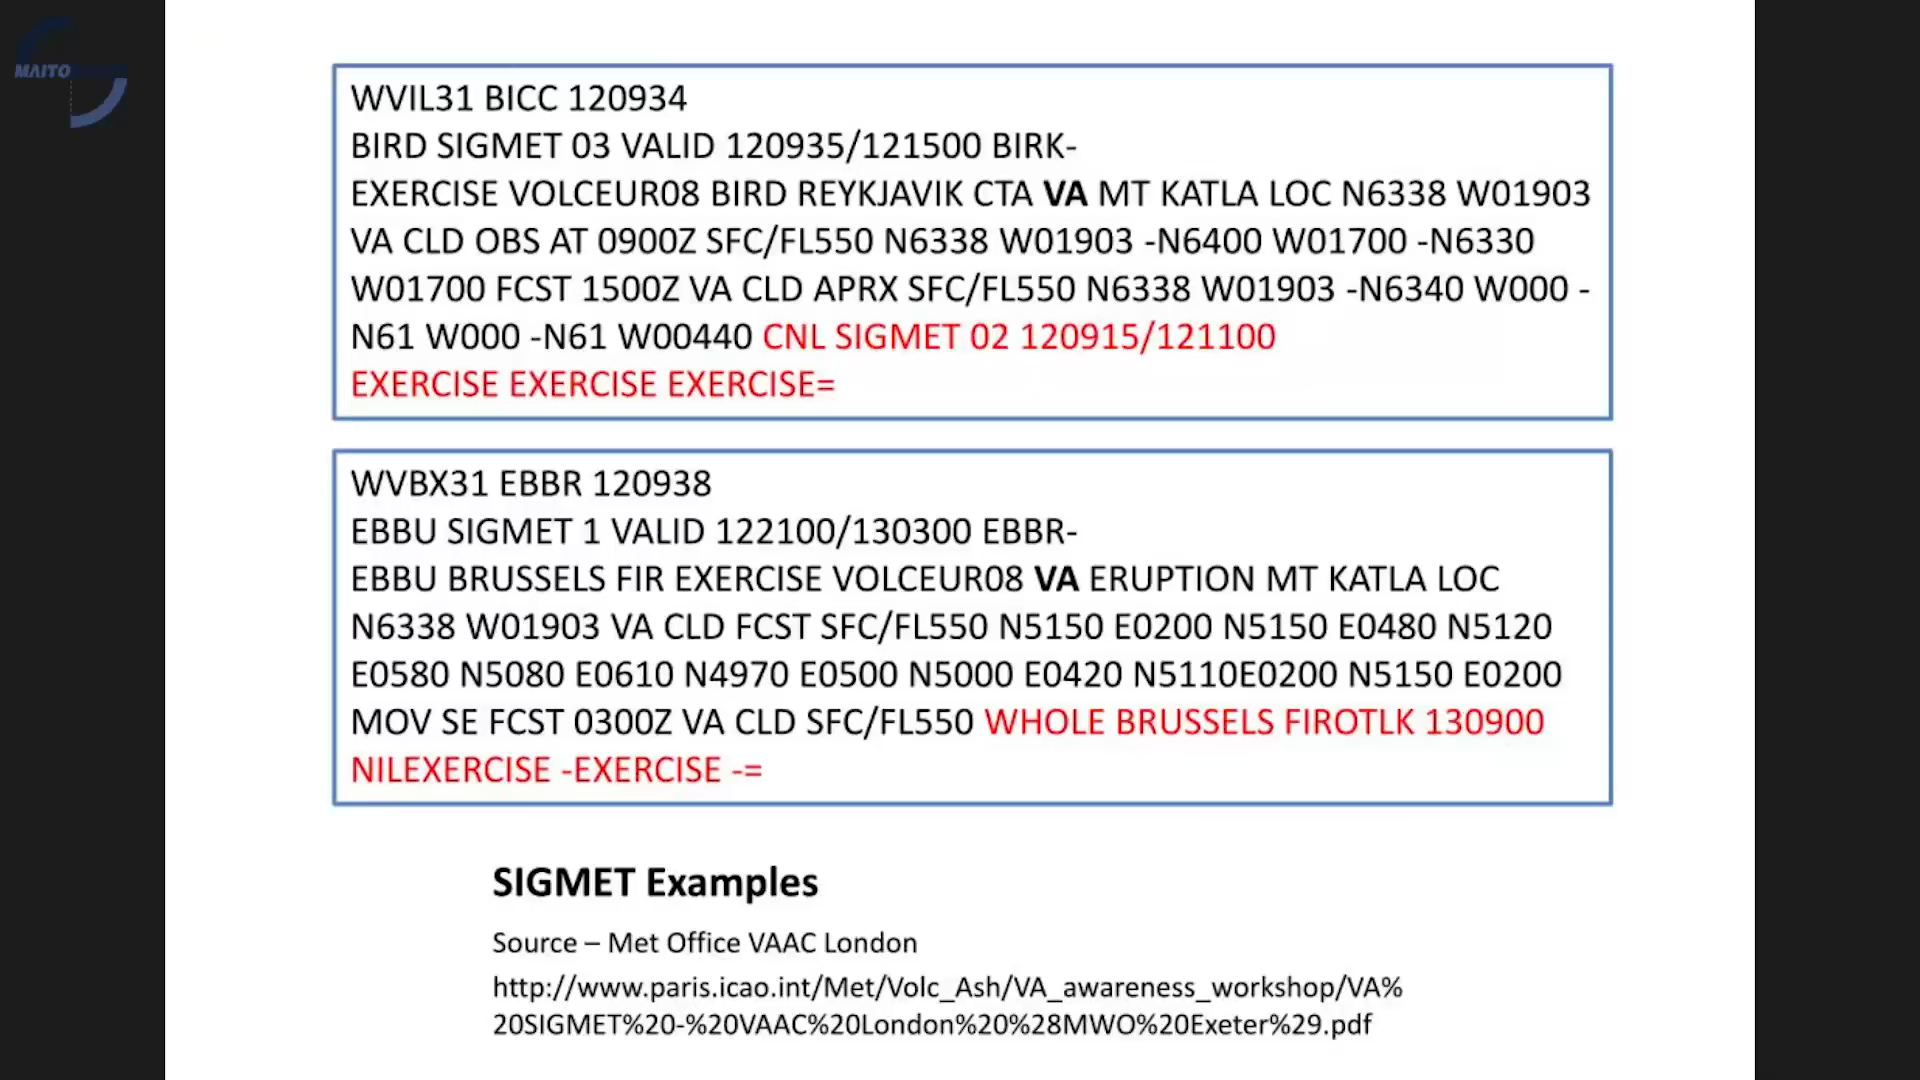 MAITO
WVIL31 BICC 120934
BIRD SIGMET 03 VALID 120935/121500 BIRK-
EXERCISE VOLCEUR08 BIRD REYKJAVIK CTA VA MT KATLA LOC N6338 W01903
VA CLD OBS AT 0900Z SFC/FL550 N6338 W01903 -N6400 W01700 -N6330
W01700 FCST 1500Z VA CLD APRX SFC/FL550 N6338 W01903 -N6340 W000 -
N61 W000 -N61 W00440 CNL SIGMET 02 120915/121100
EXERCISE EXERCISE EXERCISE=
WVBX31 EBBR 120938
EBBU SIGMET 1 VALID 122100/130300 EBBR-
EBBU BRUSSELS FIR EXERCISE VOLCEUR08 VA ERUPTION MT KATLA LOC
N6338 W01903 VA CLD FCST SFC/FL550 N5150 E0200 N5150 E0480 N5120
E0580 N5080 E0610 N4970 E0500 N5000 E0420 N5110E0200 N5150 E0200
MOV SE FCST 0300Z VA CLD SFC/FL550 WHOLE BRUSSELS FIROTLK 130900
NILEXERCISE -EXERCISE -=
SIGMET Examples
Source – Met Office VAAC London
http://www.paris.icao.int/Met/Volc_Ash/VA_awareness_workshop/VA%
20SIGMET%20-%20VAAC%20London%20%28MWO%20Exeter%29.pdf